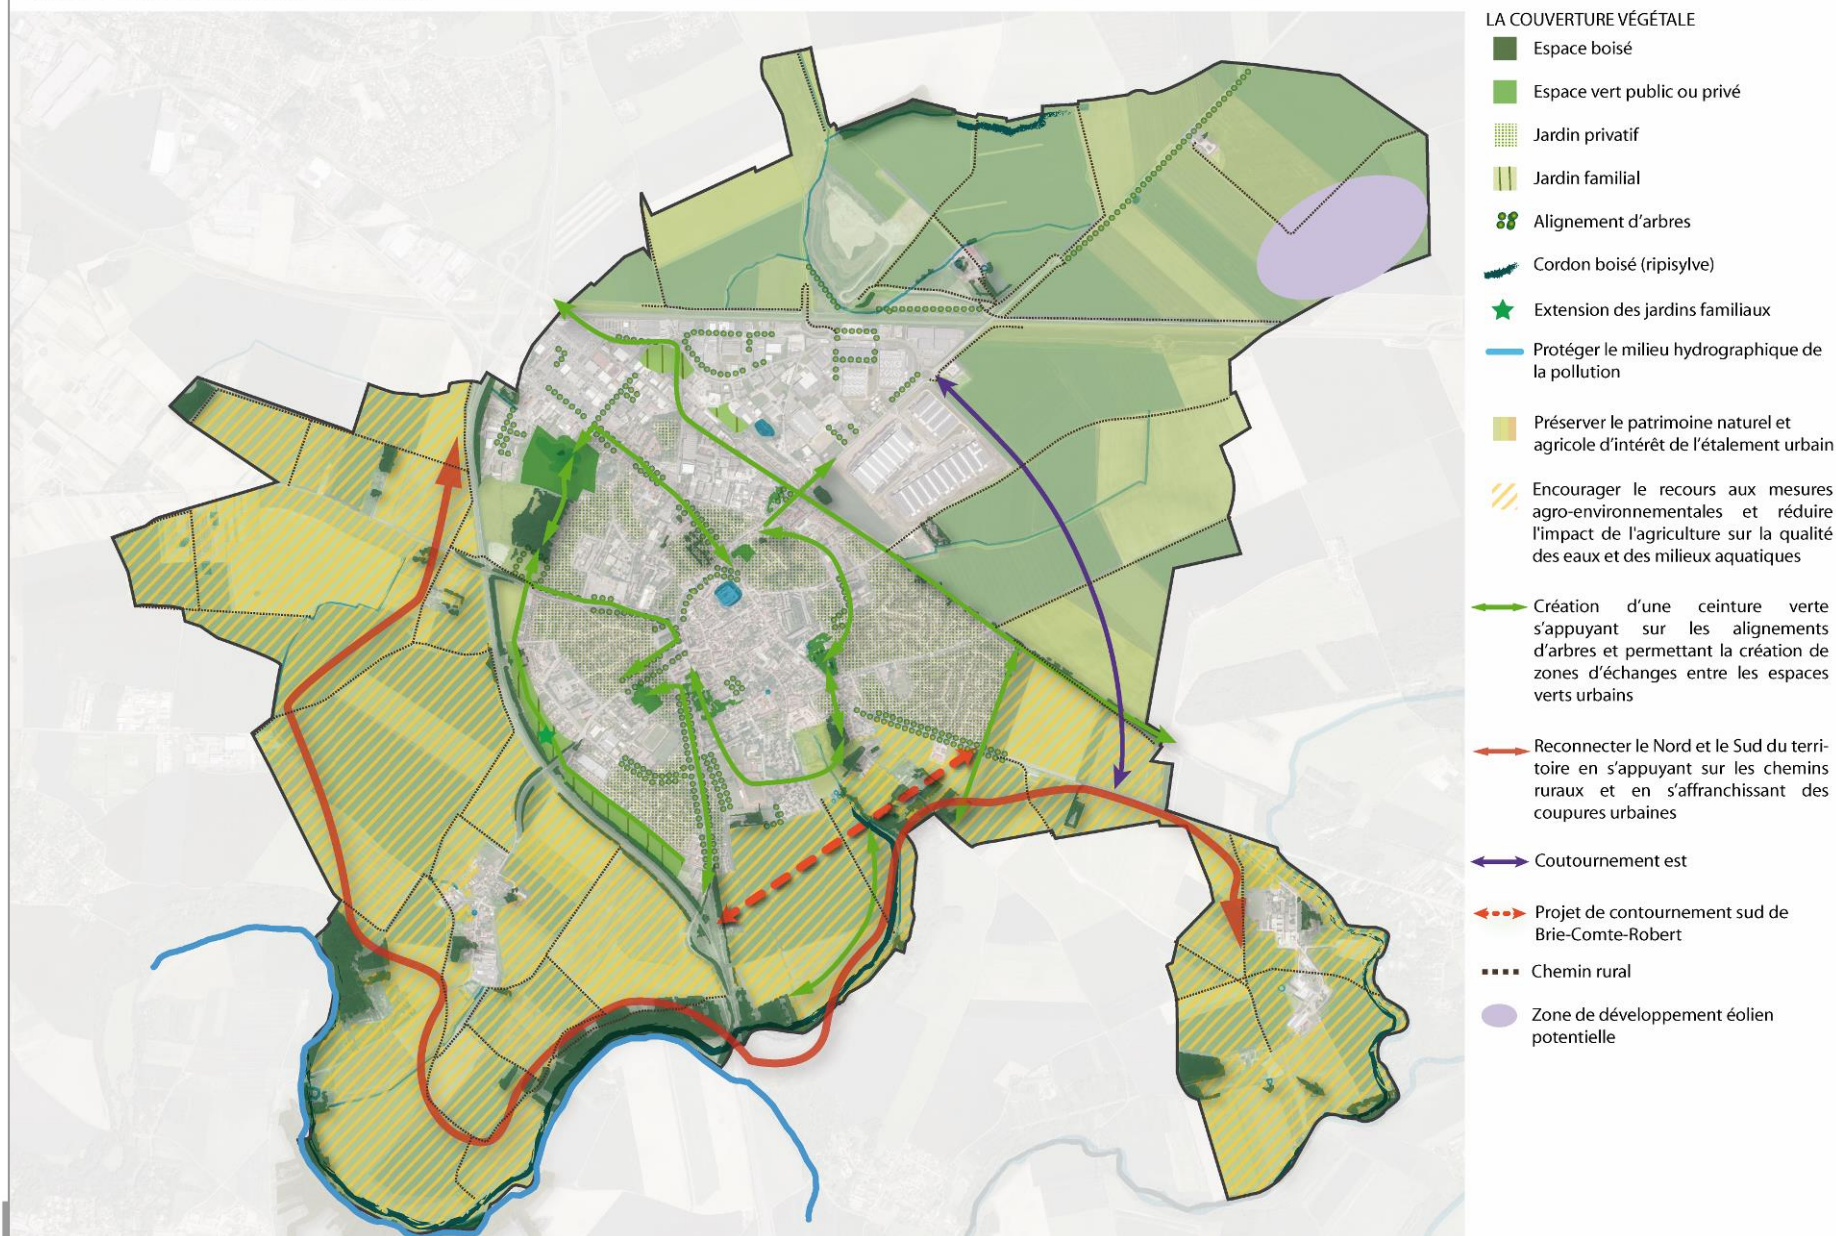 LA COUVERTURE VÉGÉTALE
Espace boisé
Espace vert public ou privé
Jardin privatif
Jardin familial
Alignement d'arbres
Cordon boisé (ripisylve)
Extension des jardins familiaux
Protéger le milieu hydrographique de
la pollution
Préserver le patrimoine naturel et
agricole d'intérêt de l'étalement urbain
Encourager le recours aux mesures
agro-environnementales et réduire
l'impact de l'agriculture sur la qualité
des eaux et des milieux aquatiques
Création d'une ceinture verte
s'appuyant sur les alignements
d'arbres et permettant la création de
zones d'échanges entre les espaces
verts urbains
Reconnecter le Nord et le Sud du terri-
toire en s'appuyant sur les chemins
ruraux et en s'affranchissant des
coupures urbaines
Coutournement est
Projet de contournement sud de
Brie-Comte-Robert
Chemin rural
Zone de développement éolien
potentielle